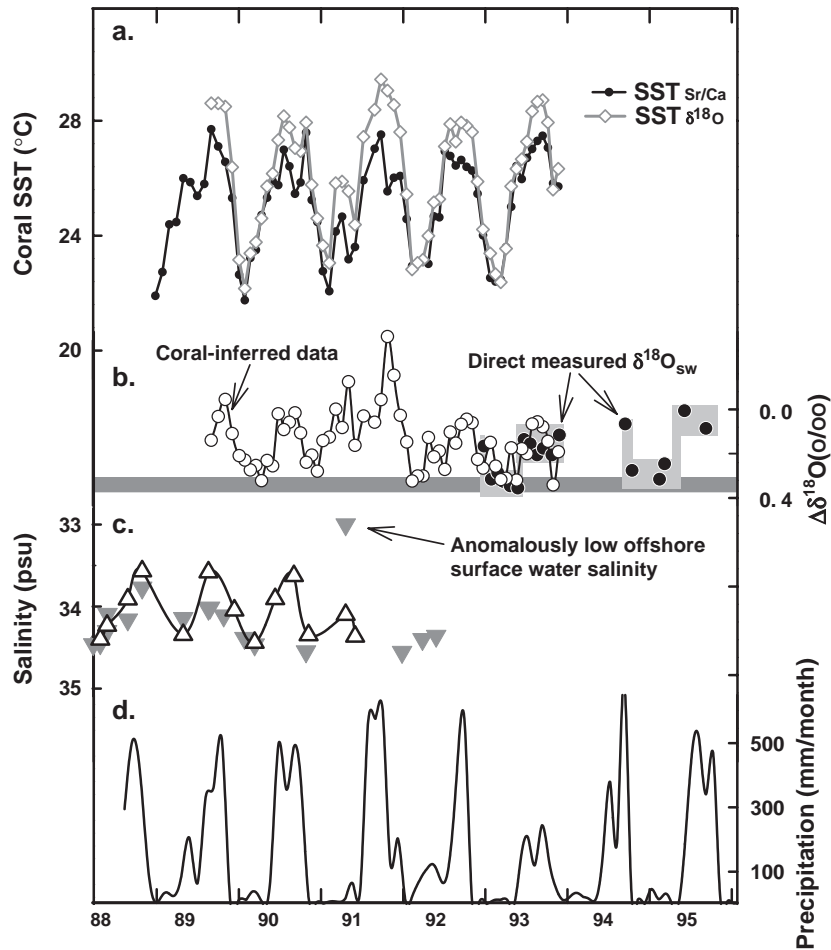 a.
28
24
20
Coral SST (°C)
SST Sr/Ca
SST δ18O
b.
Coral-inferred data
Direct measured δ18Osw
0.0
0.4
Δδ18O(o/oo)
c.
33
34
35
Salinity (psu)
Anomalously low offshore
surface water salinity
d.
500
300
100
Precipitation (mm/month)
88 89 90 91 92 93 94 95